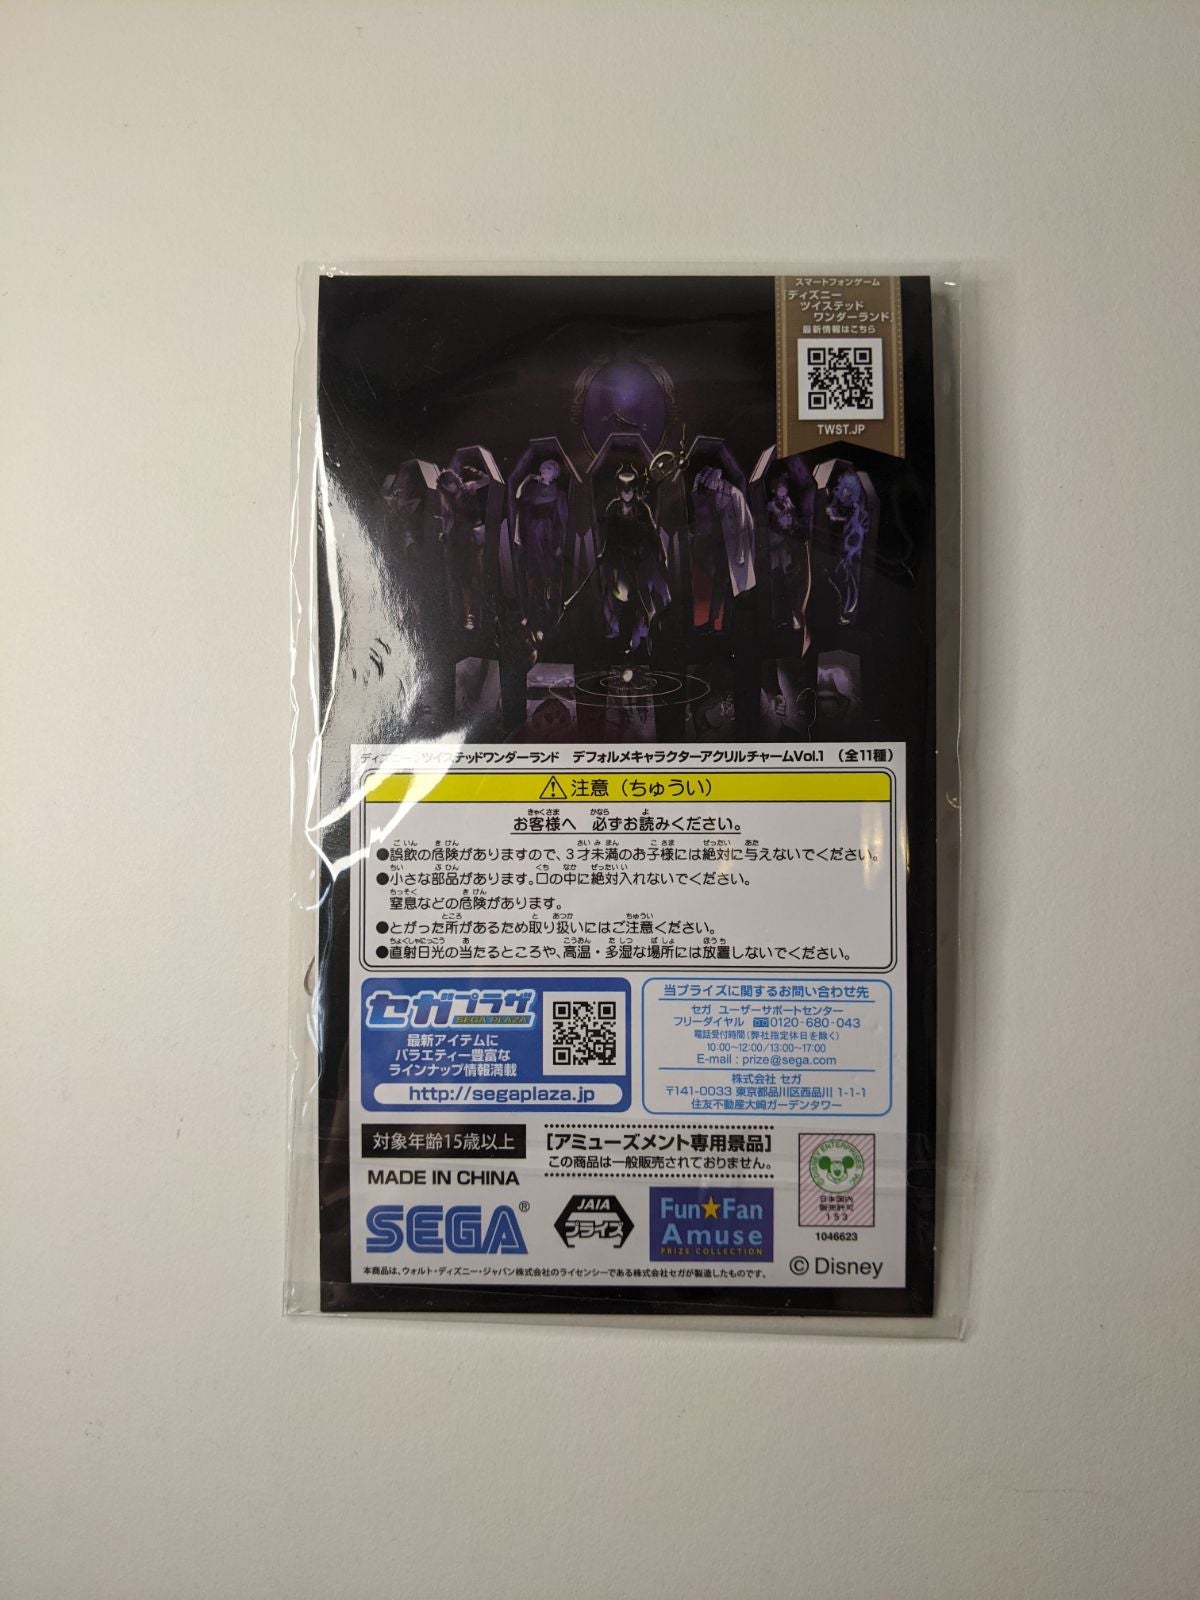 スマートフォンゲーム
『ディズニー
ツイステッド
ワンダーランド』
最新情報はこちら
TWST.JP
ディズニー ツイステッドワンダーランド デフォルメキャラクターアクリルチャームVol.1 (全11種)
⚠注意(ちゅうい)
お客様へ 必ずお読みください。
●誤飲の危険がありますので、3才未満のお子様には絶対に与えないでください。
●小さな部品があります。口の中に絶対入れないでください。
窒息などの危険があります。
●とがった所があるため取り扱いにはご注意ください。
●直射日光の当たるところや、高温・多湿な場所には放置しないでください。
セガプラザ
SEGA PLAZA
最新アイテムに
バラエティー豊富な
ラインナップ情報満載
http://segaplaza.jp
当プライズに関するお問い合わせ先
セガ ユーザーサポートセンター
フリーダイヤル 0120-680-043
電話受付時間(弊社指定休日を除く)
10:00~12:00/13:00~17:00
E-mail : prize@sega.com
株式会社 セガ
〒141-0033 東京都品川区西品川 1-1-1
住友不動産大崎ガーデンタワー
対象年齢15歳以上
MADE IN CHINA
[アミューズメント専用景品]
この商品は一般販売されておりません。
SEGA®
JAIA
プライズ
Fun★Fan
Amuse
PRIZE COLLECTION
©DISNEY ENTERPRISES INC.
日本国内
販売許可
153
1046623
© Disney
本商品は、ウォルト・ディズニー・ジャパン株式会社のライセンシーである株式会社セガが製造したものです。